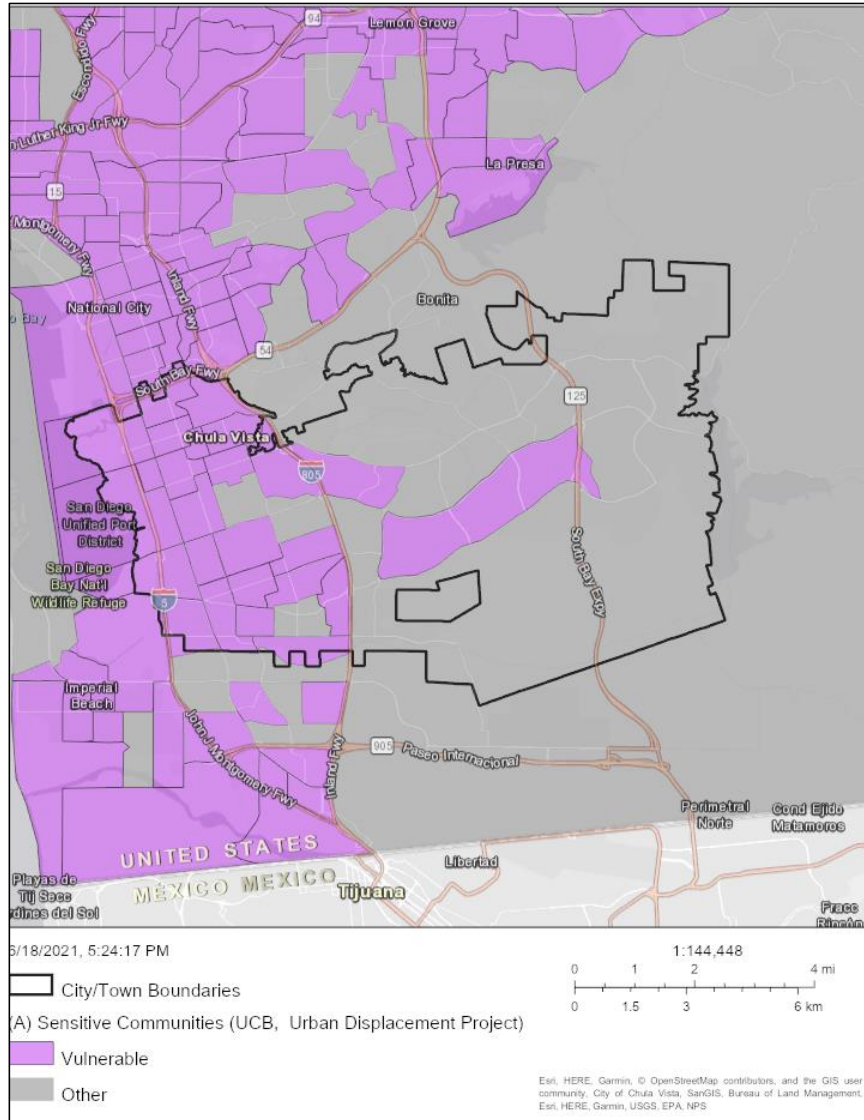 94
Lemon Grove
Escondido Fwy
o Luther King Jr Fwy
La Presa
15
Montgomery Fwy
Inland Fwy
National City
Bonita
o Bay
54
South Bay Fwy
125
Chula Vista
805
San Diego
Unified Port
District
South Bay Expy
San Diego
Bay Nat'l
Wildlife Refuge
5
Imperial
Beach
John J Montgomery Fwy
Inland Fwy
905
Paseo Internacional
Perimetral
Norte
Cond Ejido
Matamoros
UNITED STATES
MÉXICO MEXICO
Libertad
Playas de
Tij Secc
rdines del Sol
Tijuana
Fracc
Rincón
6/18/2021, 5:24:17 PM
1:144,448
0 1 2 4 mi
0 1.5 3 6 km
City/Town Boundaries
(A) Sensitive Communities (UCB, Urban Displacement Project)
Vulnerable
Other
Esri, HERE, Garmin, © OpenStreetMap contributors, and the GIS user
community, City of Chula Vista, SanGIS, Bureau of Land Management,
Esri, HERE, Garmin, USGS, EPA, NPS